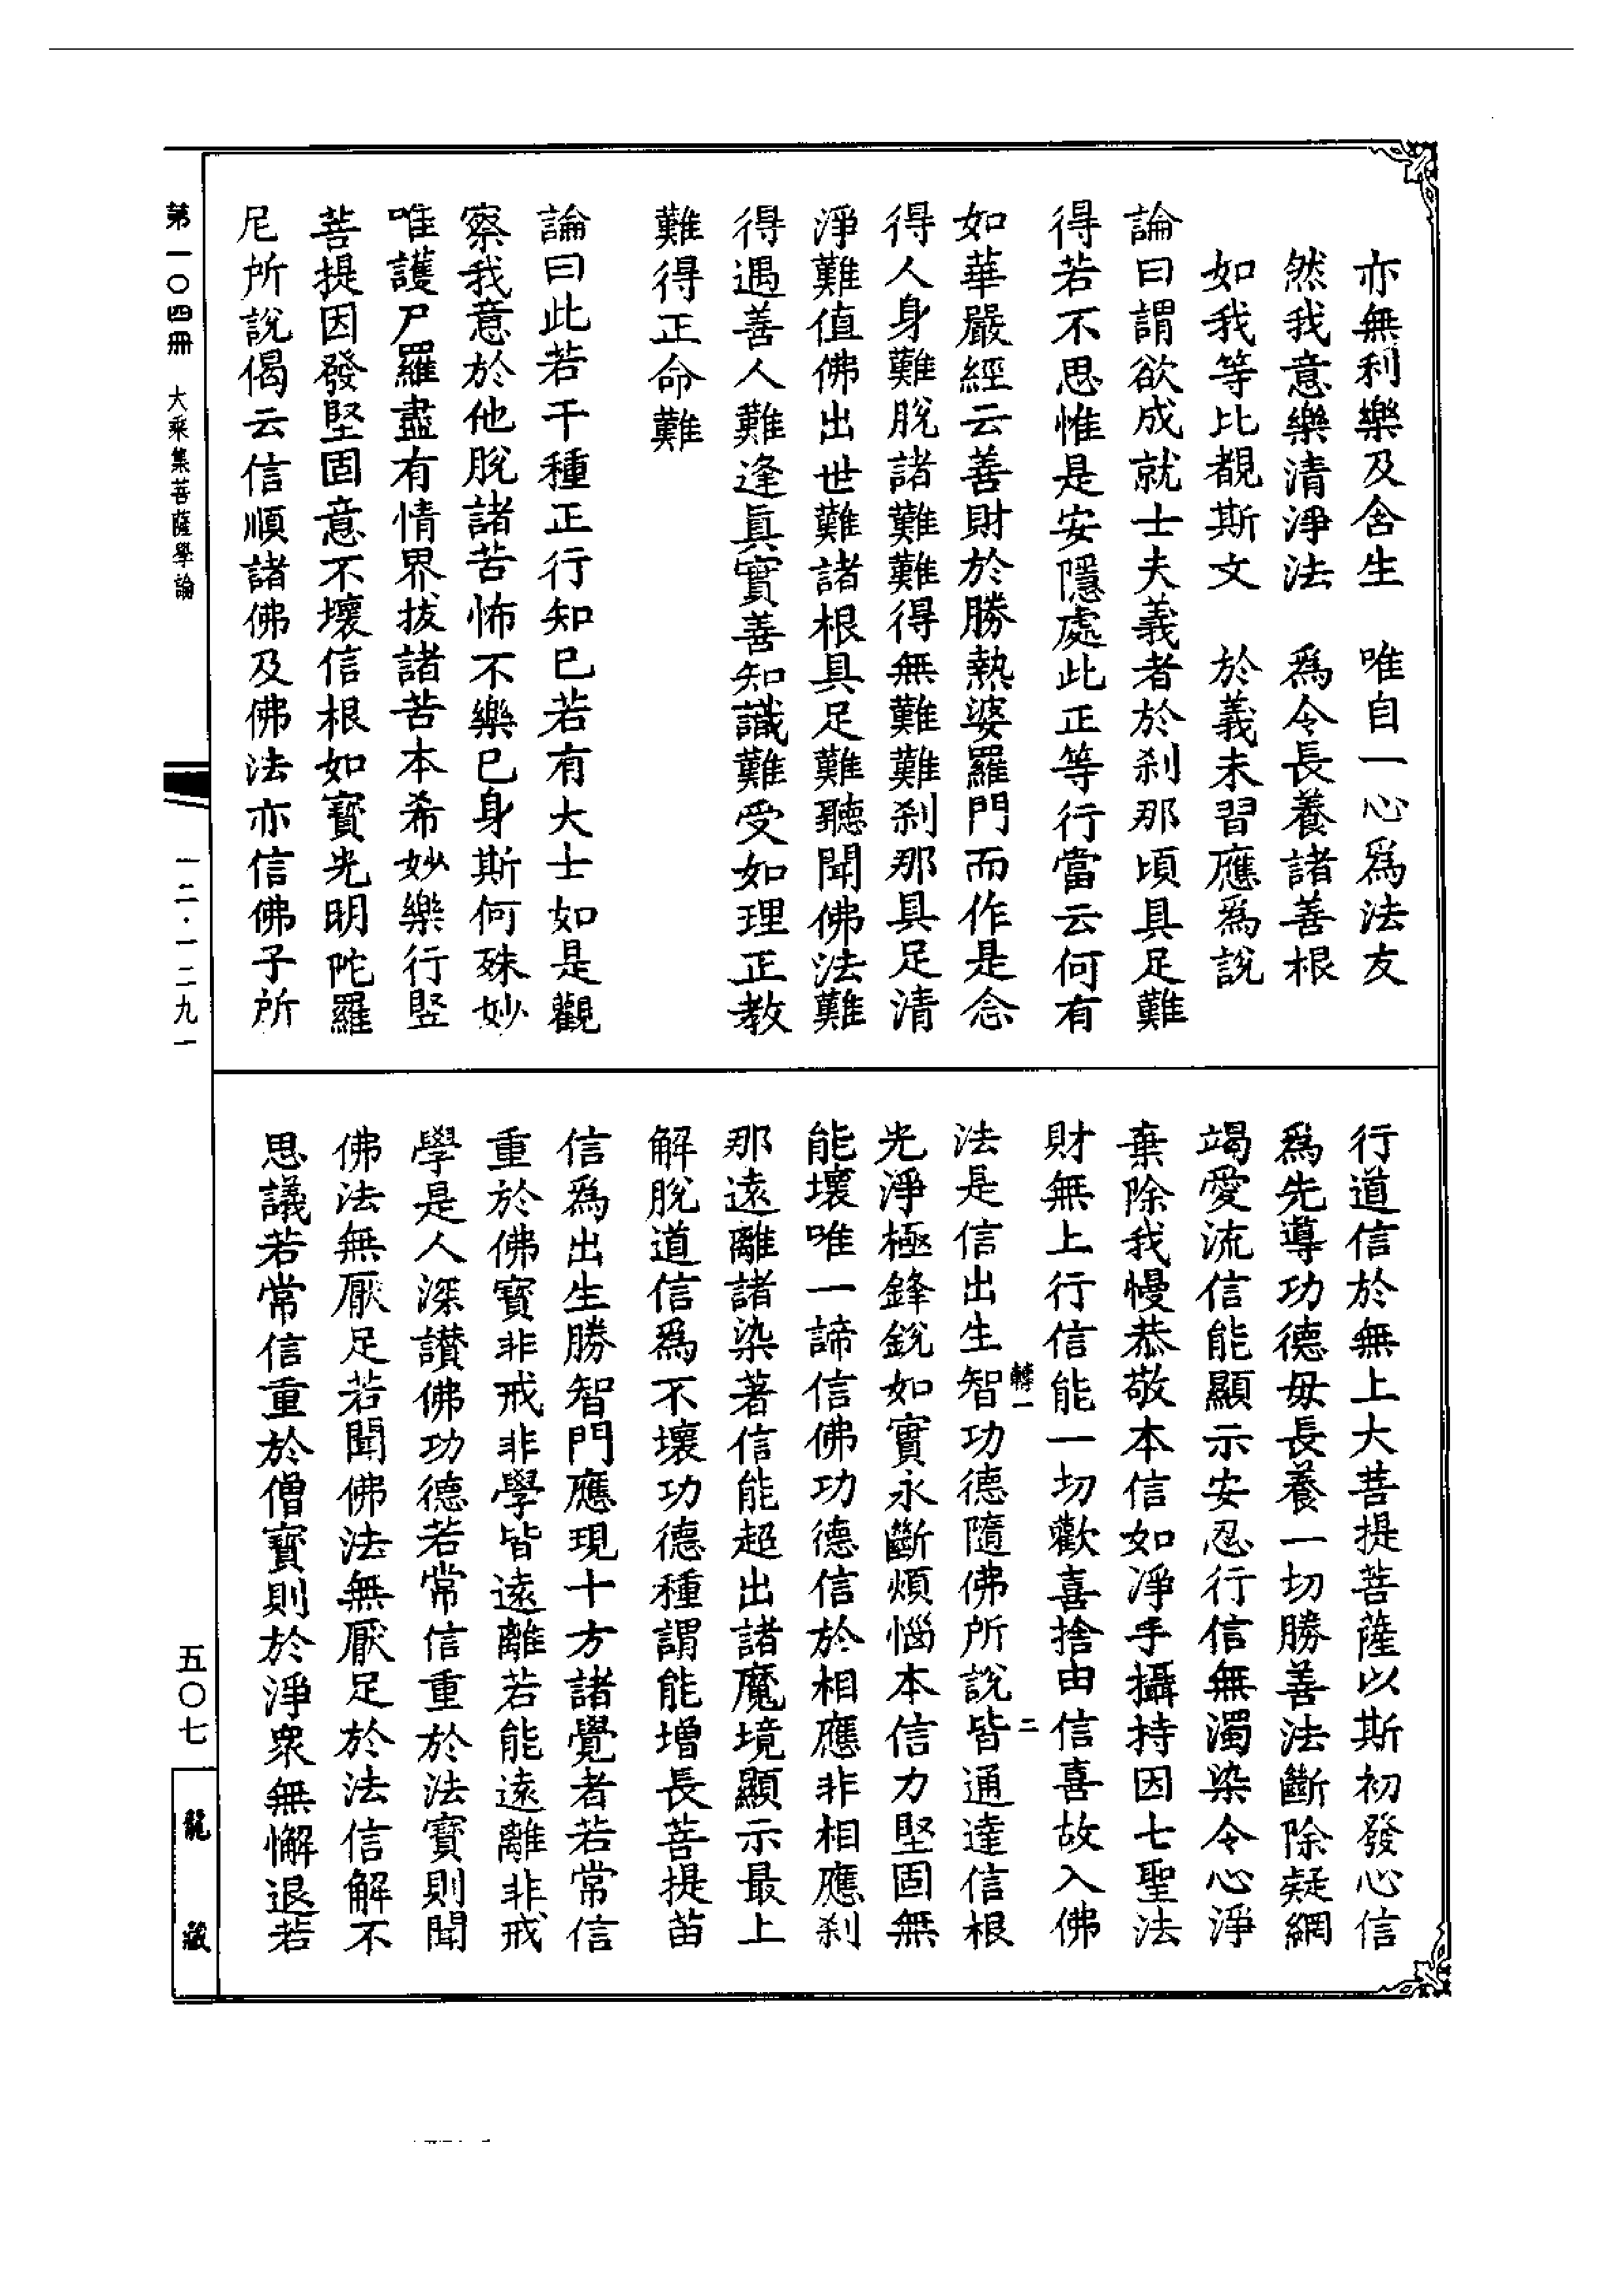 亦無利樂及含生　唯自一心爲法友
然我意樂清淨法　爲令長養諸善根
如我等比覩斯文　於義未習應爲說
論曰謂欲成就士夫義者於刹那頃具足難
得若不思惟是安隱處此正等行當云何有
如華嚴經云善財於勝熱婆羅門而作是念
得人身難脫諸難難得無難難刹那具足清
淨難值佛出世難諸根具足難聽聞佛法難
得遇善人難逢眞實善知識難受如理正教
難得正命難
論曰此若干種正行知已若有大士如是觀
察我意於他脫諸苦怖不樂已身斯何殊妙
唯護尸羅盡有情界拔諸苦本希妙樂行竪
菩提因發堅固意不壞信根如寳光明陀羅
尼所說偈云信順諸佛及佛法亦信佛子所
行道信於無上大菩提菩薩以斯初發心信
爲先導功德母長養一切勝善法斷除疑網
竭愛流信能顯示安忍行信無濁染令心淨
棄除我慢恭敬本信如淨手攝持因七聖法
財無上行信能一切歡喜捨由信喜故入佛
轉一　二
法是信出生智功德隨佛所說皆通達信根
光淨極鋒銳如實永斷煩惱本信力堅固無
能壞唯一諦信佛功德信於相應非相應刹
那遠離諸染著信能超出諸魔境顯示最上
解脫道信爲不壞功德種謂能增長菩提苗
信爲出生勝智門應現十方諸覺者若常信
重於佛寳非戒非學皆遠離若能遠離非戒
學是人深讃佛功德若常信重於法寳則聞
佛法無厭足若聞佛法無厭足於法信解不
思議若常信重於僧寳則於淨衆無懈退若
第一〇四冊　大乘集菩薩學論
一二·一二九一
五〇七
龍藏